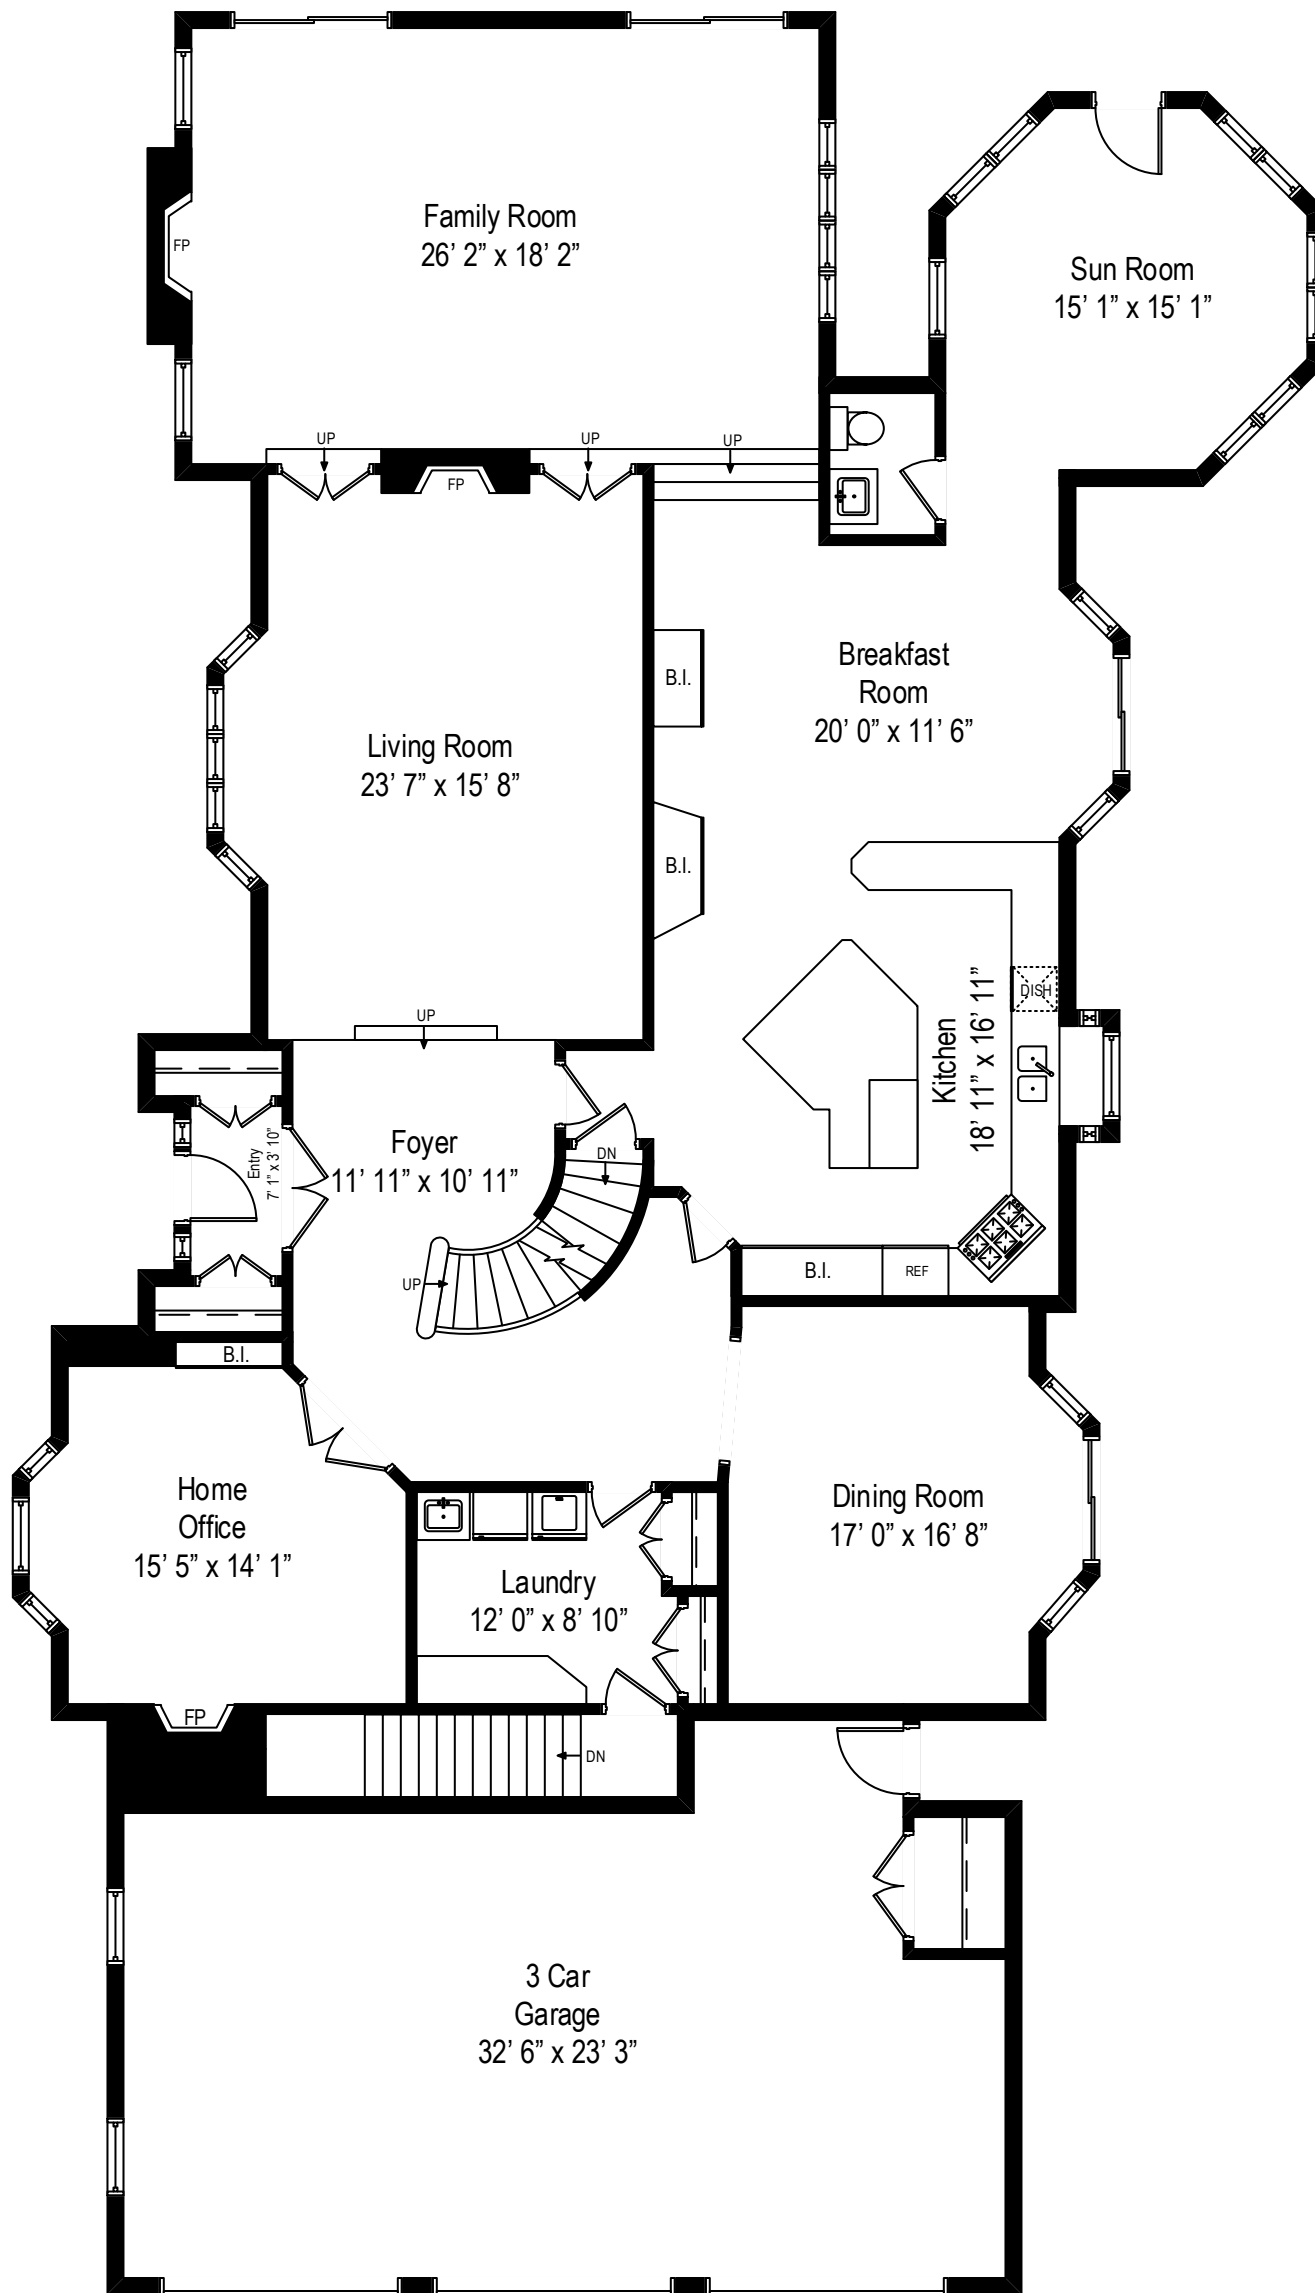 Family Room
26’ 2” x 18’ 2”
FP
Sun Room
15’ 1” x 15’ 1”
UP
UP
UP
FP
B.I.
Breakfast
Room
20’ 0” x 11’ 6”
Living Room
23’ 7” x 15’ 8”
B.I.
DISH
Kitchen
18’ 11” x 16’ 11”
UP
Foyer
11’ 11” x 10’ 11”
Entry
7’ 1” x 3’ 10”
DN
UP
B.I.
REF
B.I.
Home
Office
15’ 5” x 14’ 1”
Dining Room
17’ 0” x 16’ 8”
Laundry
12’ 0” x 8’ 10”
FP
DN
3 Car
Garage
32’ 6” x 23’ 3”